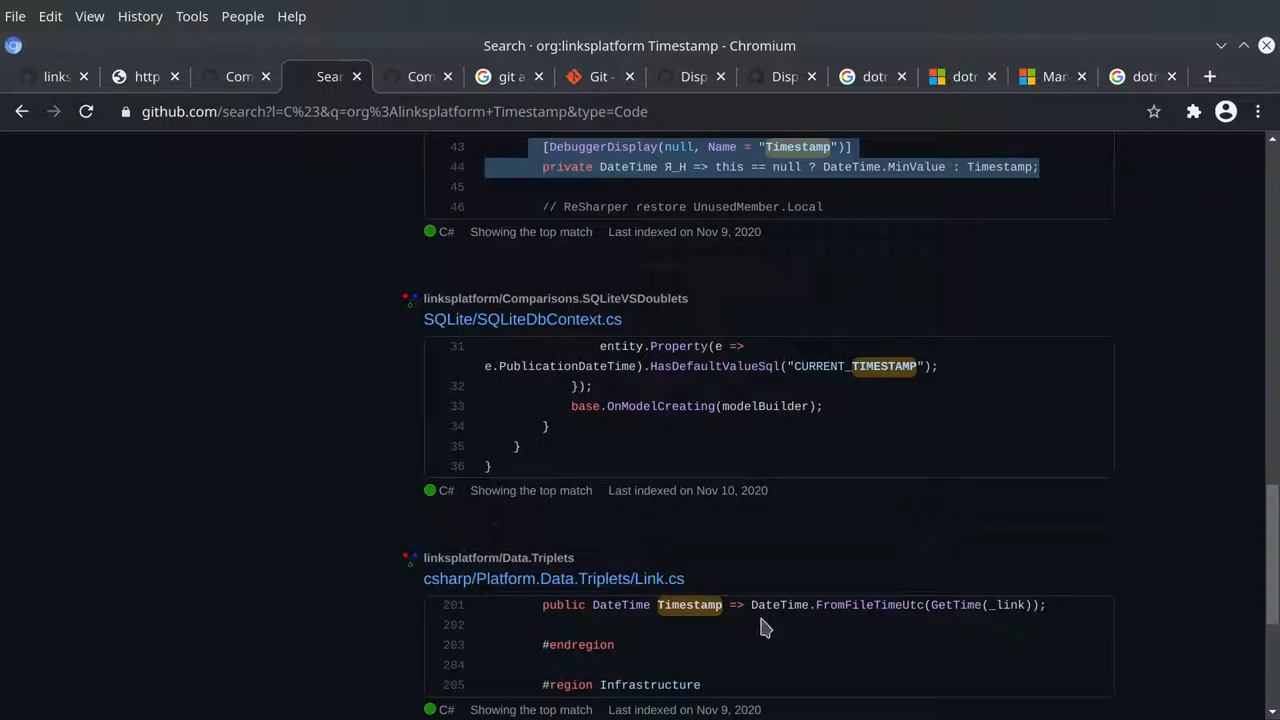 File Edit View History Tools People Help
Search · org:linksplatform Timestamp - Chromium
links http Com Sear Com git a Git - Disp Disp dotr dotr Mar dotr
github.com/search?l=C%23&q=org%3Alinksplatform+Timestamp&type=Code
43 [DebuggerDisplay(null, Name = "Timestamp")]
44 private DateTime Я_H => this == null ? DateTime.MinValue : Timestamp;
45
46 // ReSharper restore UnusedMember.Local
C# Showing the top match Last indexed on Nov 9, 2020
linksplatform/Comparisons.SQLiteVSDoublets
SQLite/SQLiteDbContext.cs
31 entity.Property(e =>
e.PublicationDateTime).HasDefaultValueSql("CURRENT_TIMESTAMP");
32 });
33 base.OnModelCreating(modelBuilder);
34 }
35 }
36 }
C# Showing the top match Last indexed on Nov 10, 2020
linksplatform/Data.Triplets
csharp/Platform.Data.Triplets/Link.cs
201 public DateTime Timestamp => DateTime.FromFileTimeUtc(GetTime(_link));
202
203 #endregion
204
205 #region Infrastructure
C# Showing the top match Last indexed on Nov 9, 2020